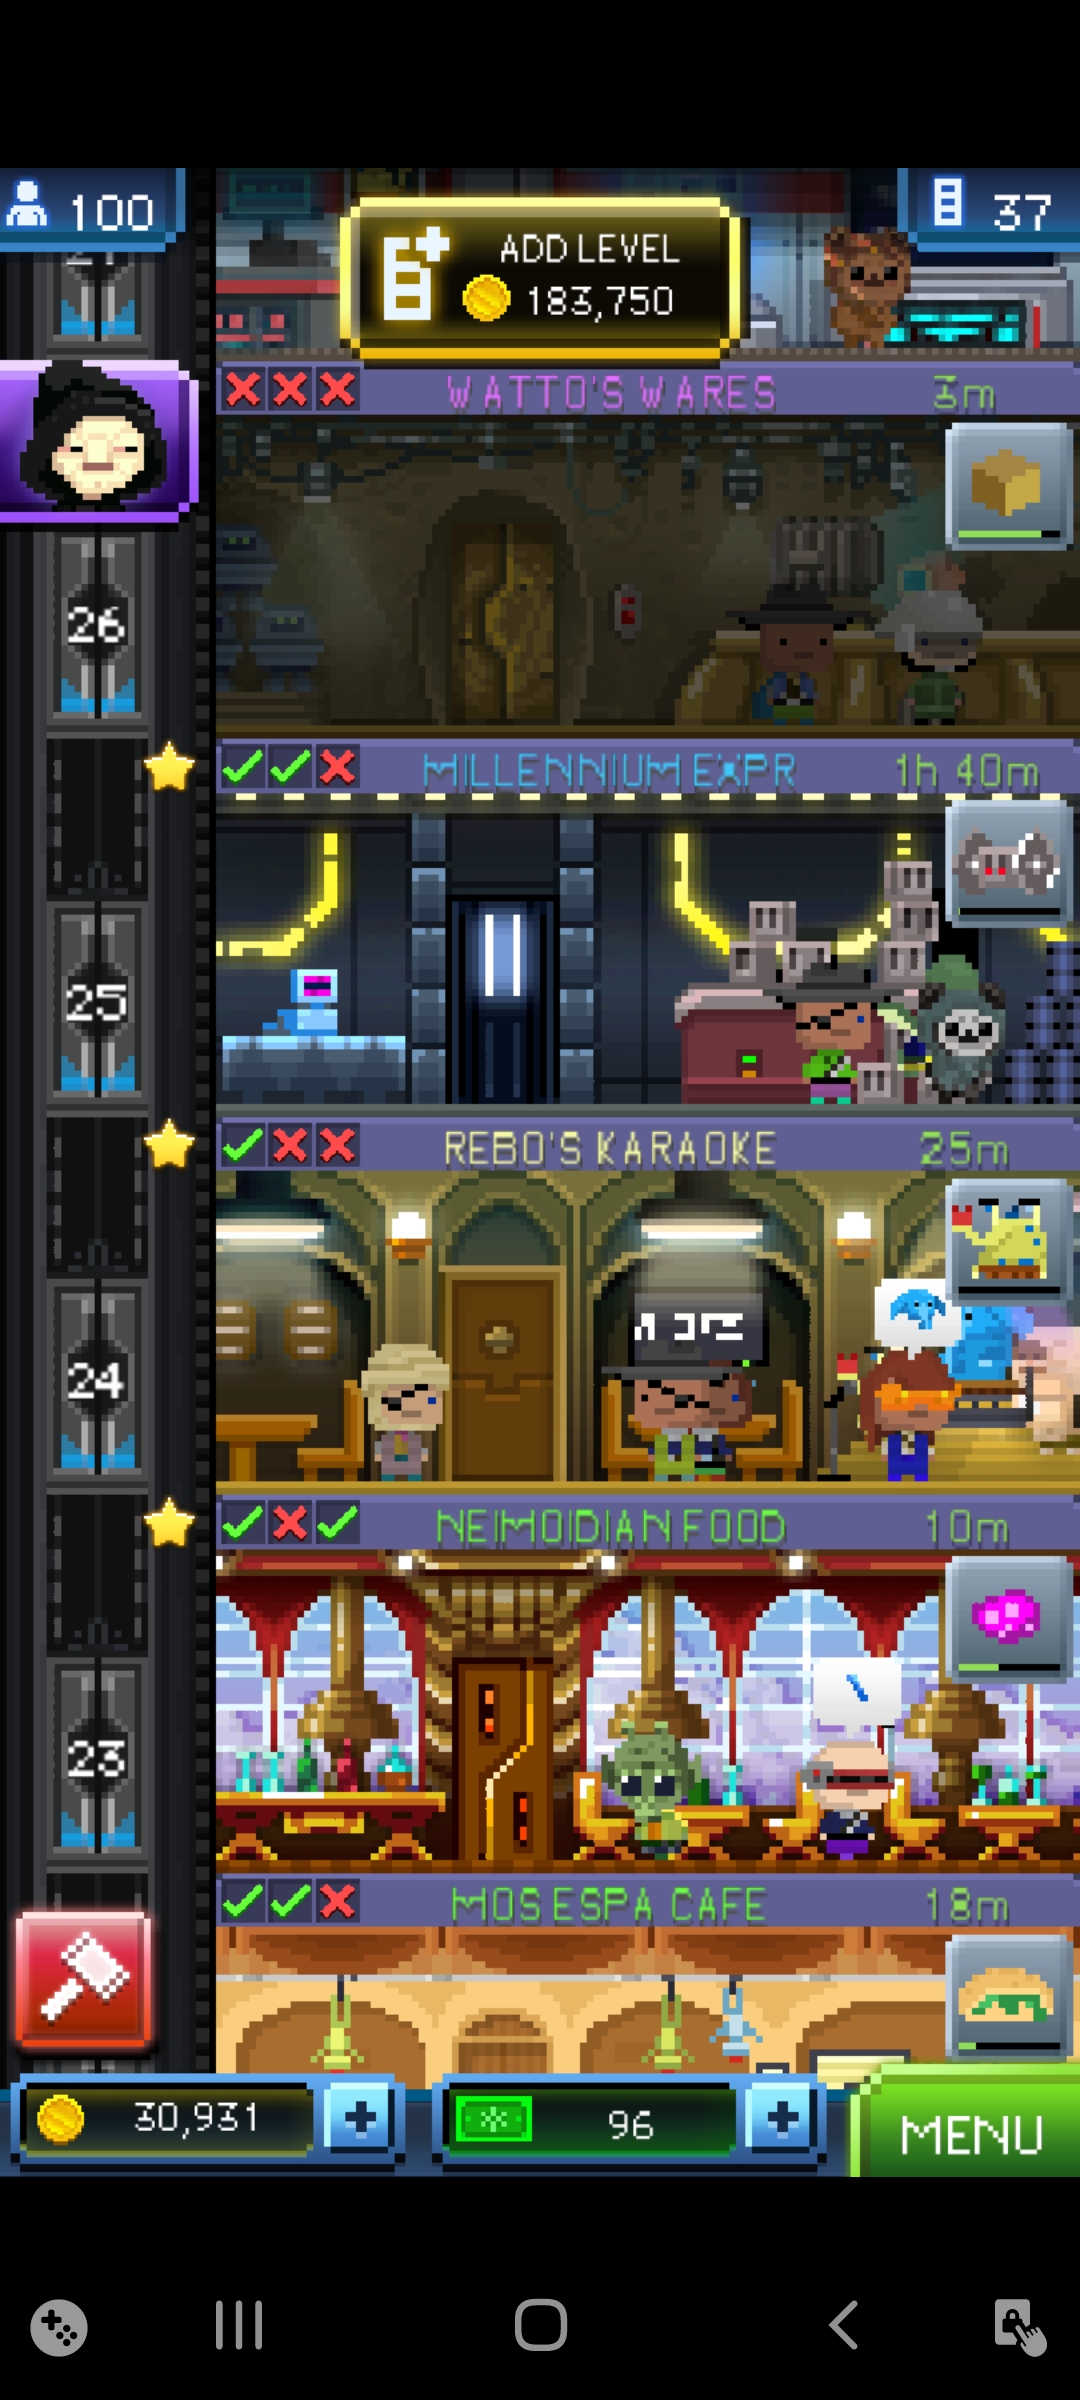 100
37
ADD LEVEL
183,750
WATTO'S WARES
3m
26
MILLENNIUM EXPR
1h 40m
25
REBO'S KARAOKE
25m
24
NEIMOIDIAN FOOD
10m
23
MOS ESPA CAFE
18m
30,931
96
MENU